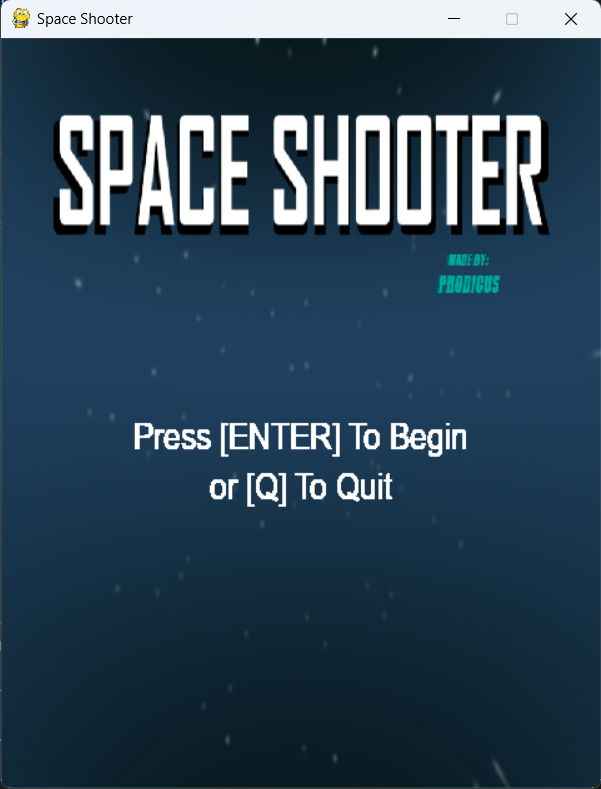 Space Shooter
SPACE SHOOTER
MADE BY:
PRODIGUS
Press [ENTER] To Begin
or [Q] To Quit